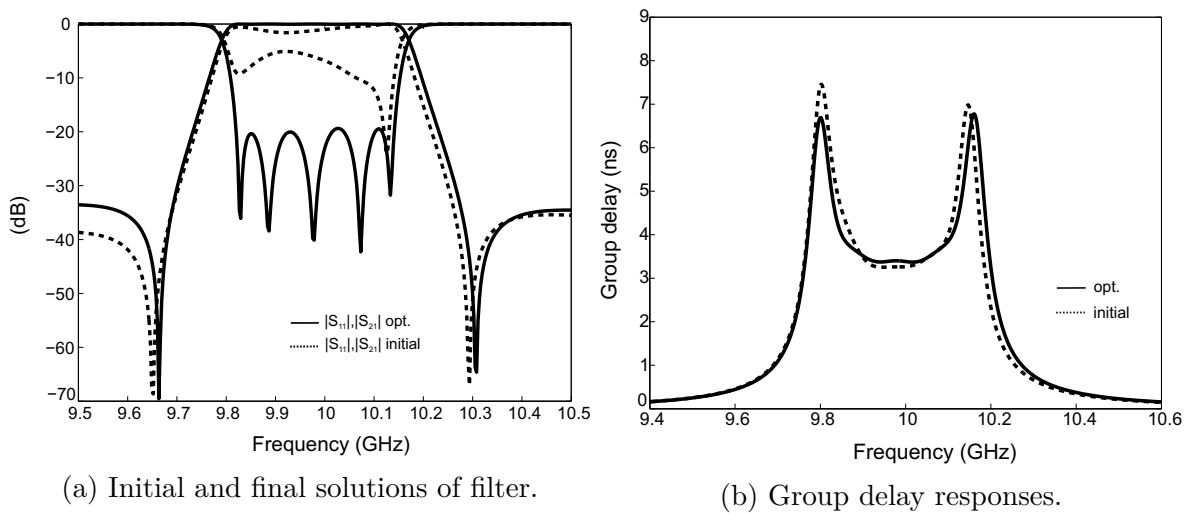 0
−10
−20
−30
−40
−50
−60
−70
(dB)
|S11|,|S21| opt.
|S11|,|S21| initial
9.5 9.6 9.7 9.8 9.9 10 10.1 10.2 10.3 10.4 10.5
Frequency (GHz)
(a) Initial and final solutions of filter.
9
8
7
6
5
4
3
2
1
0
Group delay (ns)
opt.
initial
9.4 9.6 9.8 10 10.2 10.4 10.6
Frequency (GHz)
(b) Group delay responses.